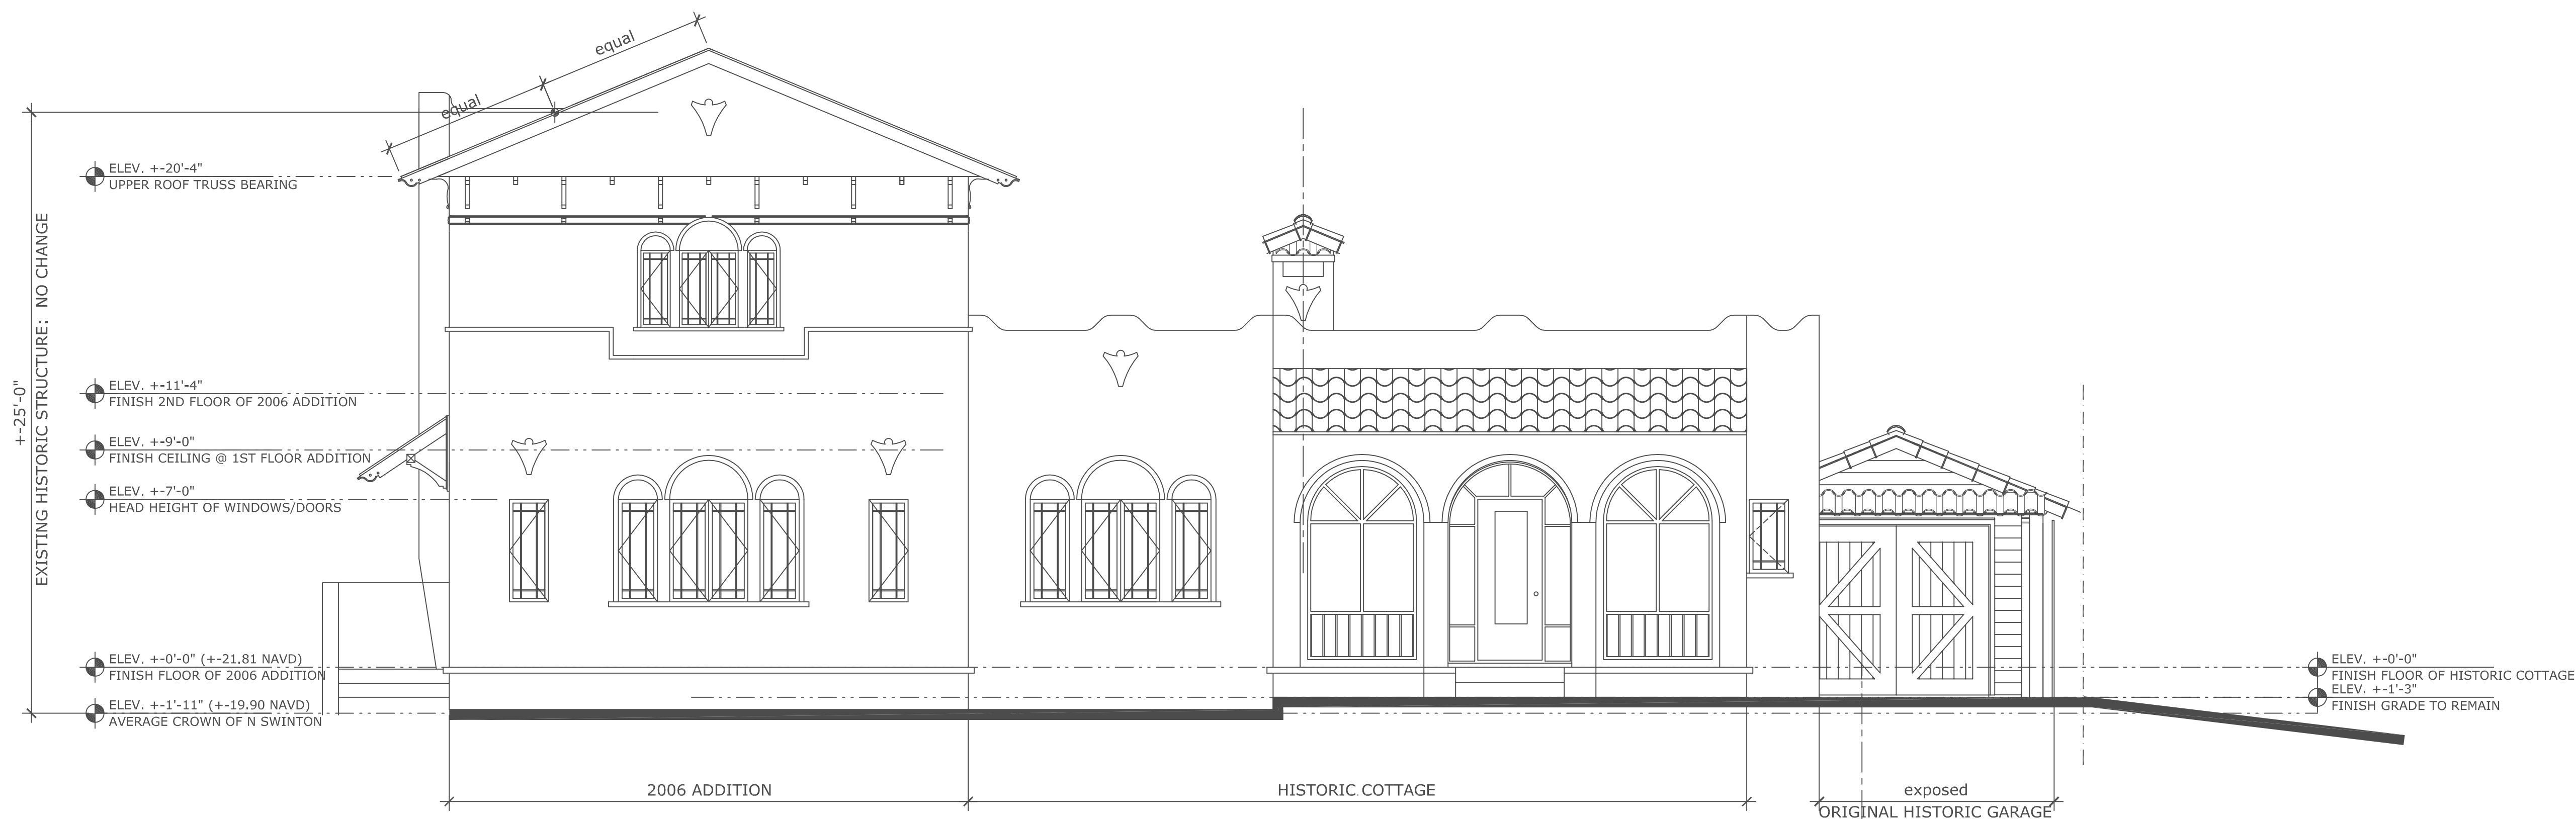 equal
equal
ELEV. +-20'-4"
UPPER ROOF TRUSS BEARING
+-25'-0"
EXISTING HISTORIC STRUCTURE: NO CHANGE
ELEV. +-11'-4"
FINISH 2ND FLOOR OF 2006 ADDITION
ELEV. +-9'-0"
FINISH CEILING @ 1ST FLOOR ADDITION
ELEV. +-7'-0"
HEAD HEIGHT OF WINDOWS/DOORS
ELEV. +-0'-0" (+-21.81 NAVD)
FINISH FLOOR OF 2006 ADDITION
ELEV. +-1'-11" (+-19.90 NAVD)
AVERAGE CROWN OF N SWINTON
ELEV. +-0'-0"
FINISH FLOOR OF HISTORIC COTTAGE
ELEV. +-1'-3"
FINISH GRADE TO REMAIN
2006 ADDITION
HISTORIC COTTAGE
exposed
ORIGINAL HISTORIC GARAGE